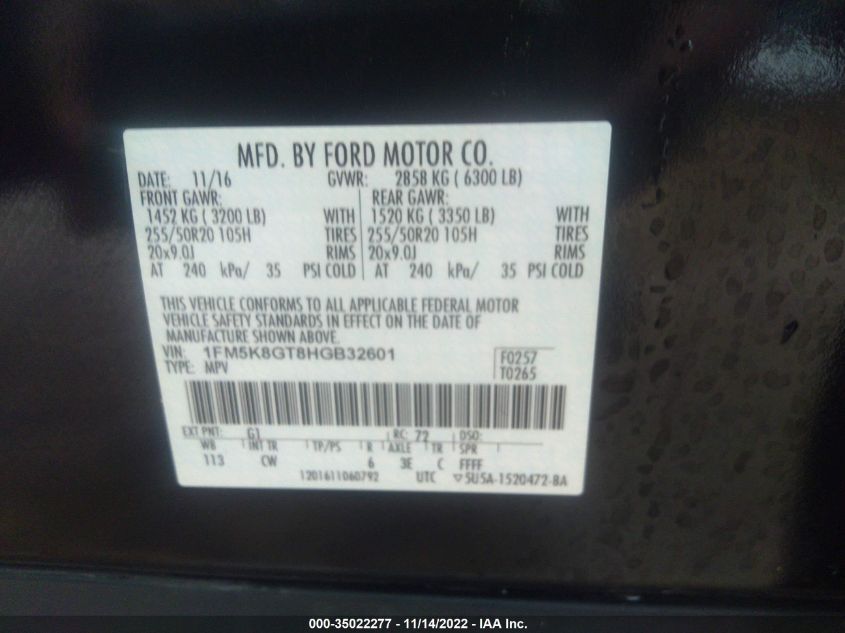 MFD. BY FORD MOTOR CO.
DATE: 11/16 GVWR: 2858 KG ( 6300 LB)
FRONT GAWR: REAR GAWR:
1452 KG ( 3200 LB) WITH 1520 KG ( 3350 LB) WITH
255/50R20 105H TIRES 255/50R20 105H TIRES
20x9.0J RIMS 20x9.0J RIMS
AT 240 kPa/ 35 PSI COLD AT 240 kPa/ 35 PSI COLD
THIS VEHICLE CONFORMS TO ALL APPLICABLE FEDERAL MOTOR
VEHICLE SAFETY STANDARDS IN EFFECT ON THE DATE OF
MANUFACTURE SHOWN ABOVE.
VIN: 1FM5K8GT8HGB32601 F0257
TYPE: MPV T0265
EXT PNT: G1 RC: 72 DSO:
WB INT TR TP/PS R AXLE TR SPR
113 CW 6 3E C FFFF
1201611060792 UTC ▽5U5A-1520472-BA
000-35022277 - 11/14/2022 - IAA Inc.